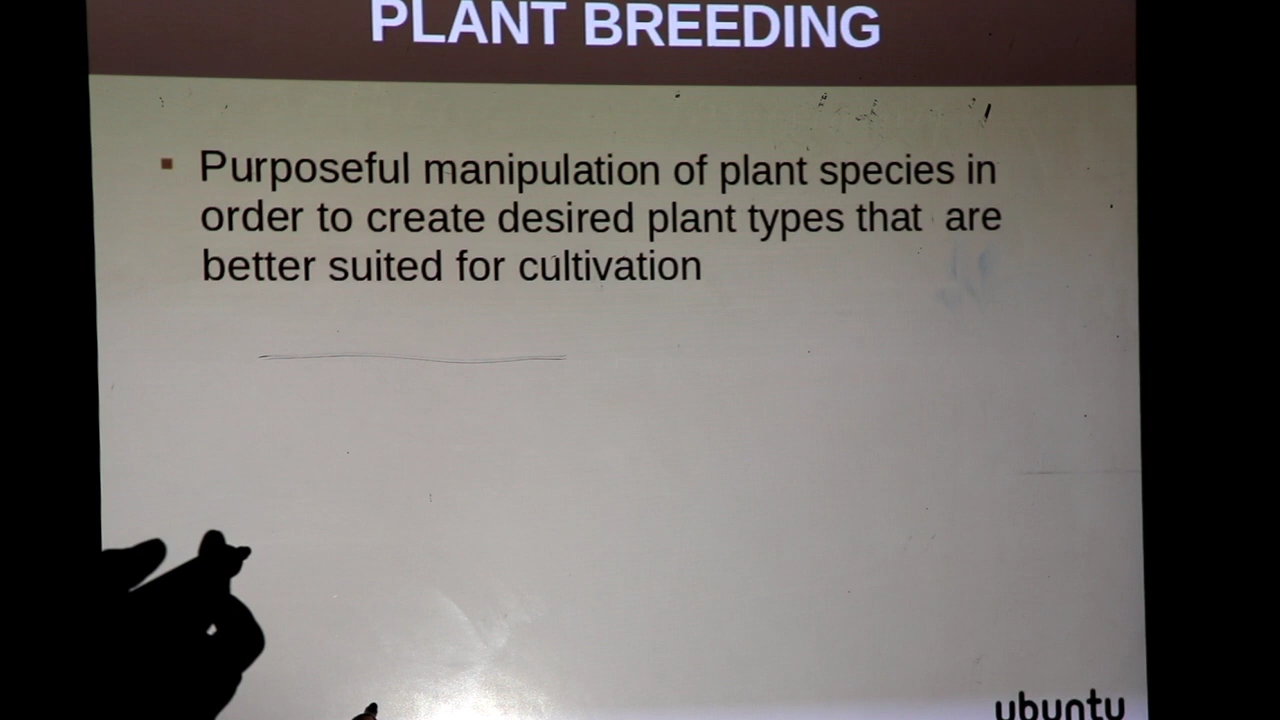 PLANT BREEDING
Purposeful manipulation of plant species in
order to create desired plant types that are
better suited for cultivation
ubuntu